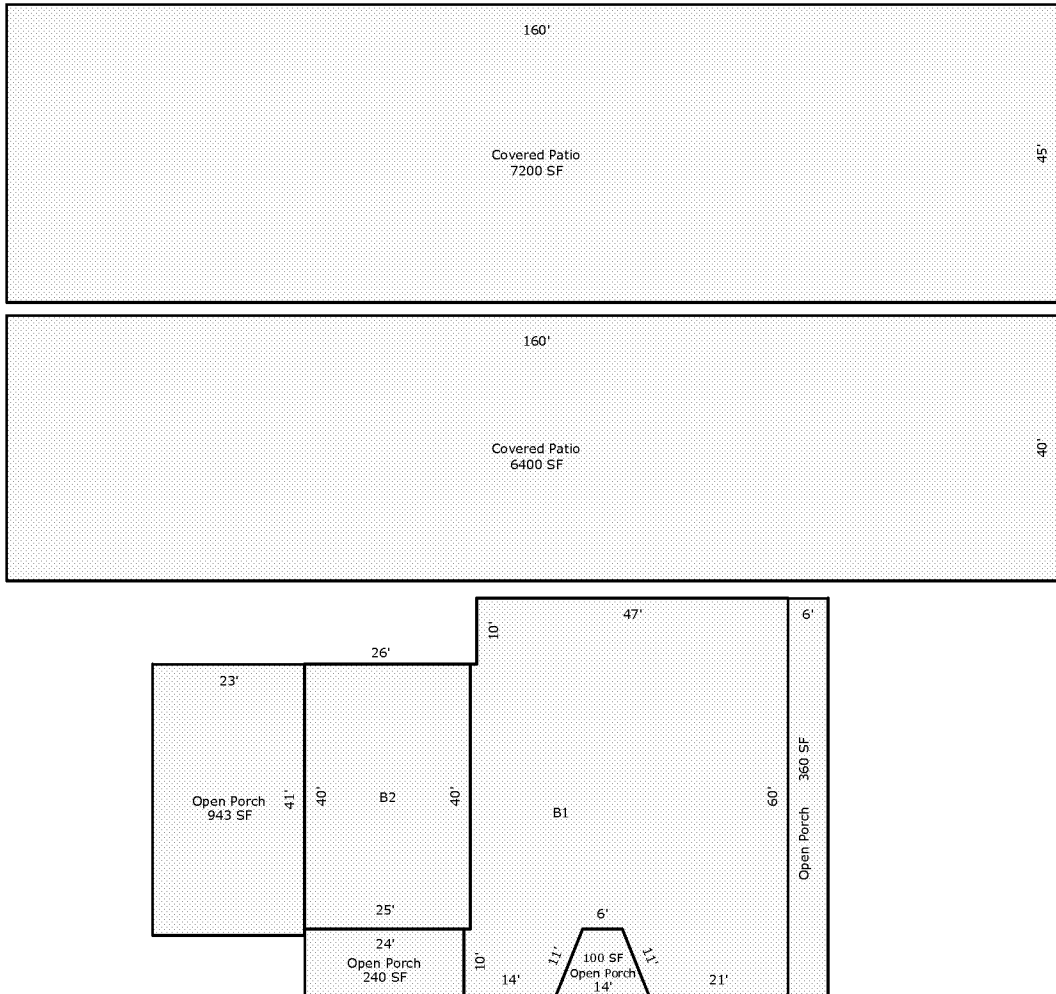 160'
Covered Patio
7200 SF
45'
160'
Covered Patio
6400 SF
40'
47'
6'
10'
26'
23'
Open Porch
943 SF
41'
40'
B2
40'
B1
60'
Open Porch 360 SF
25'
6'
24'
Open Porch
240 SF
10'
14'
11'
100 SF
Open Porch
14'
11'
21'